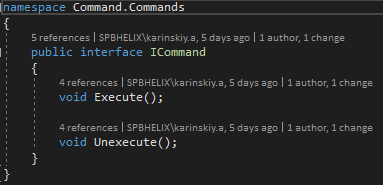 namespace Command.Commands
{
5 references | SPBHELIX\karinskiy.a, 5 days ago | 1 author, 1 change
public interface ICommand
{
4 references | SPBHELIX\karinskiy.a, 5 days ago | 1 author, 1 change
void Execute();
4 references | SPBHELIX\karinskiy.a, 5 days ago | 1 author, 1 change
void Unexecute();
}
}